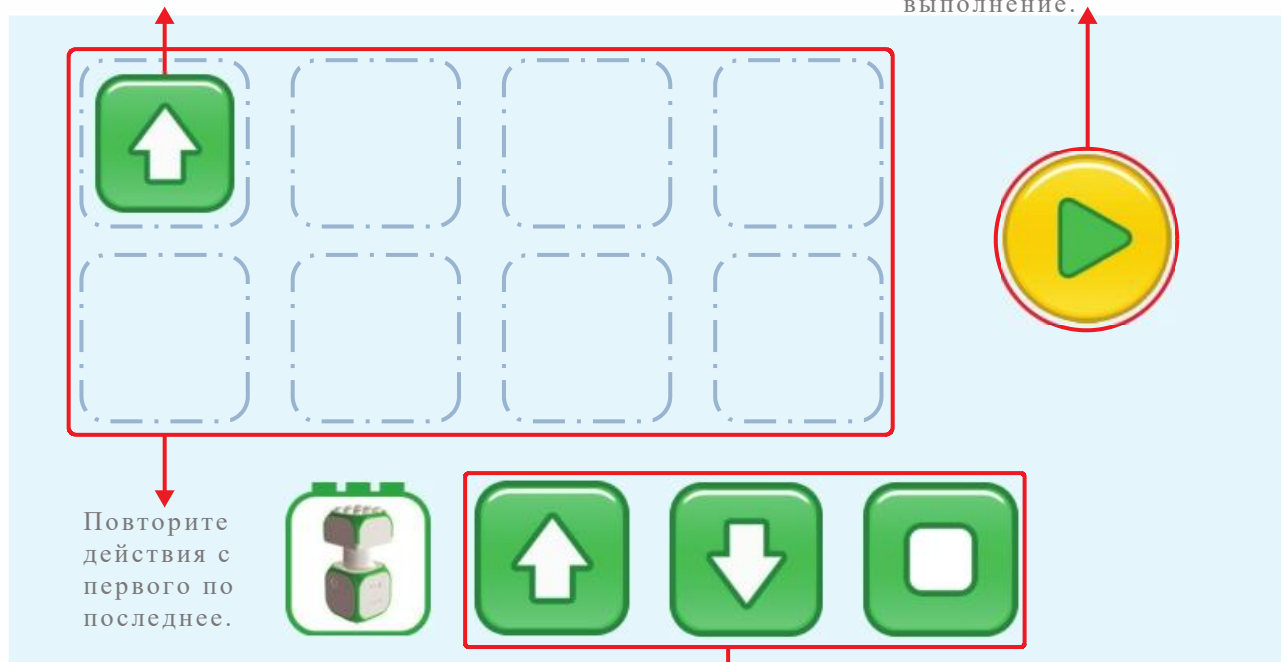 выполнение.
Повторите
действия с
первого по
последнее.